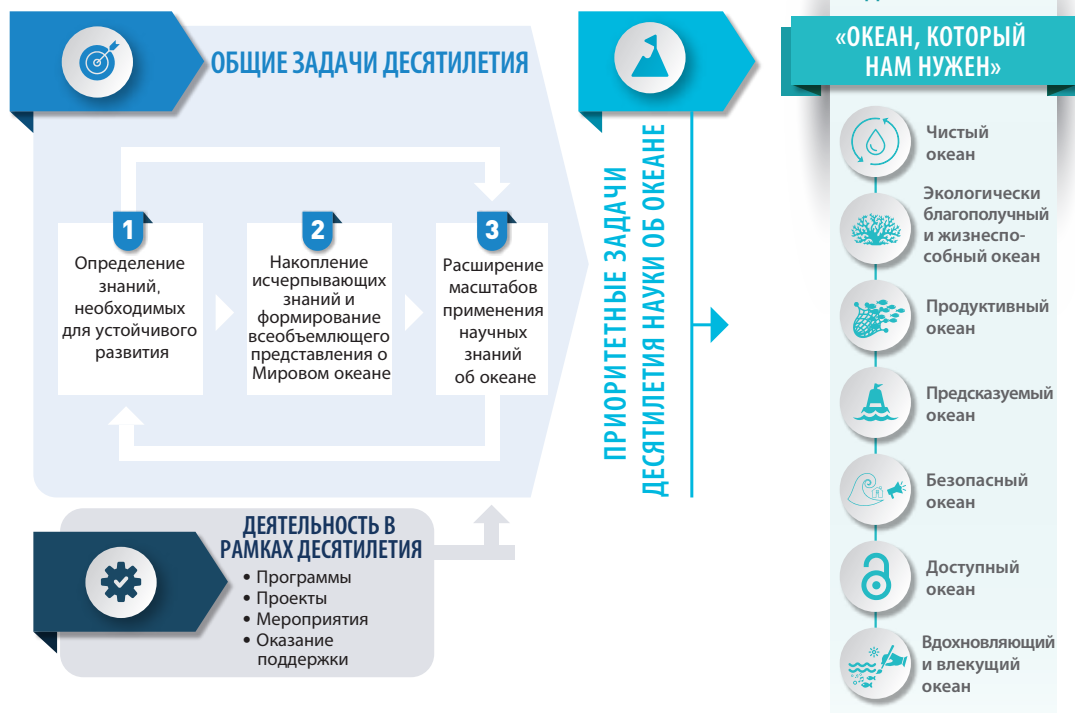 ОБЩИЕ ЗАДАЧИ ДЕСЯТИЛЕТИЯ
1
Определение
знаний,
необходимых
для устойчивого
развития
2
Накопление
исчерпывающих
знаний и
формирование
всеобъемлющего
представления о
Мировом океане
3
Расширение
масштабов
применения
научных
знаний
об океане
ДЕЯТЕЛЬНОСТЬ В
РАМКАХ ДЕСЯТИЛЕТИЯ
• Программы
• Проекты
• Мероприятия
• Оказание
поддержки
ПРИОРИТЕТНЫЕ ЗАДАЧИ
ДЕСЯТИЛЕТИЯ НАУКИ ОБ ОКЕАНЕ
«ОКЕАН, КОТОРЫЙ
НАМ НУЖЕН»
Чистый
океан
Экологически
благополучный
и жизнеспо-
собный океан
Продуктивный
океан
Предсказуемый
океан
Безопасный
океан
Доступный
океан
Вдохновляющий
и влекущий
океан